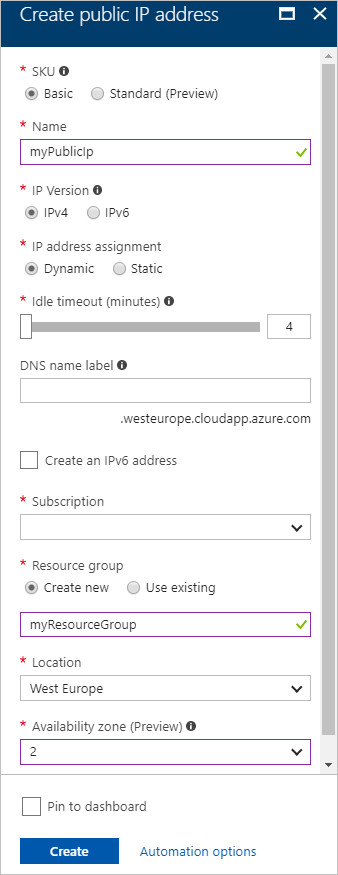 Create public IP address
* SKU
Basic Standard (Preview)
* Name
myPublicIp
* IP Version
IPv4 IPv6
* IP address assignment
Dynamic Static
* Idle timeout (minutes)
4
DNS name label
.westeurope.cloudapp.azure.com
Create an IPv6 address
* Subscription
* Resource group
Create new Use existing
myResourceGroup
* Location
West Europe
* Availability zone (Preview)
2
Pin to dashboard
Create Automation options